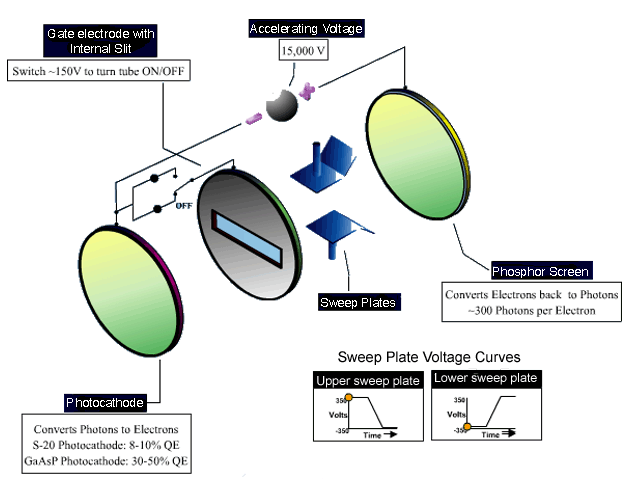 Gate electrode with
Internal Slit
Switch ~150V to turn tube ON/OFF
Accelerating Voltage
15,000 V
OFF
Sweep Plates
Phosphor Screen
Converts Electrons back to Photons
~300 Photons per Electron
Photocathode
Converts Photons to Electrons
S-20 Photocathode: 8-10% QE
GaAsP Photocathode: 30-50% QE
Sweep Plate Voltage Curves
Upper sweep plate
350
Volts
-350
Time
Lower sweep plate
350
Volts
-350
Time